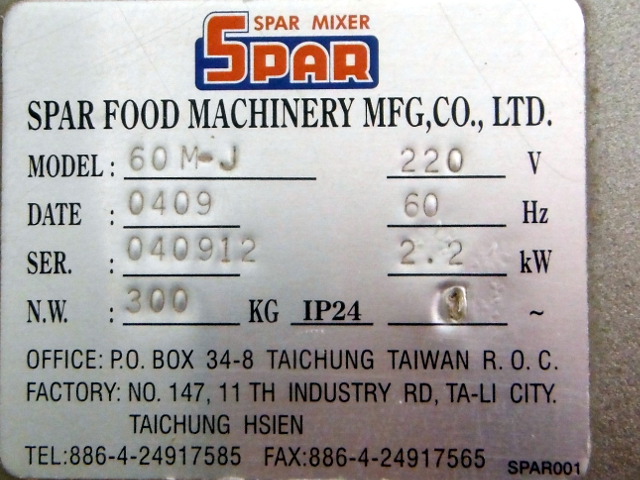 SPAR MIXER
SPAR
SPAR FOOD MACHINERY MFG,CO., LTD.
MODEL : 60M-J 220 V
DATE : 0409 60 Hz
SER. : 040912 2.2 kW
N.W. : 300 KG IP24 1 ~
OFFICE: P.O. BOX 34-8 TAICHUNG TAIWAN R. O. C.
FACTORY: NO. 147, 11 TH INDUSTRY RD, TA-LI CITY.
TAICHUNG HSIEN
TEL:886-4-24917585 FAX:886-4-24917565
SPAR001